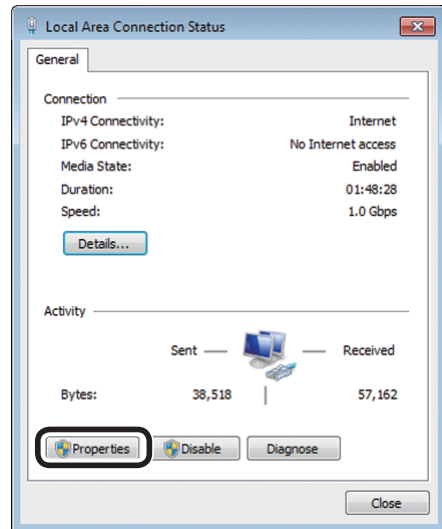 Local Area Connection Status
General
Connection
IPv4 Connectivity: Internet
IPv6 Connectivity: No Internet access
Media State: Enabled
Duration: 01:48:28
Speed: 1.0 Gbps
Details...
Activity
Sent Received
Bytes: 38,518 57,162
Properties Disable Diagnose
Close